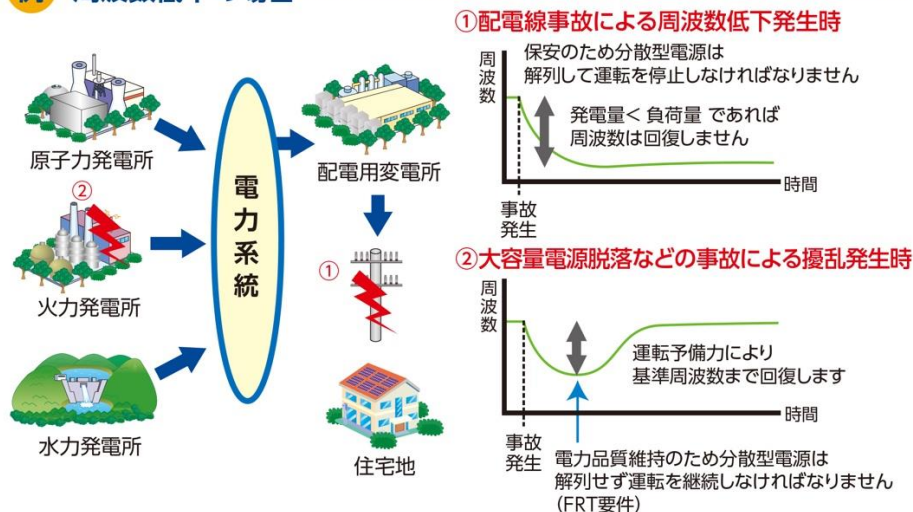 ①配電線事故による周波数低下発生時
周波数
保安のため分散型電源は
解列して運転を停止しなければなりません
発電量< 負荷量 であれば
周波数は回復しません
時間
事故
発生
原子力発電所
配電用変電所
②
電力系統
①
火力発電所
水力発電所
住宅地
②大容量電源脱落などの事故による擾乱発生時
周波数
運転予備力により
基準周波数まで回復します
時間
事故
発生
電力品質維持のため分散型電源は
解列せず運転を継続しなければなりません
(FRT要件)